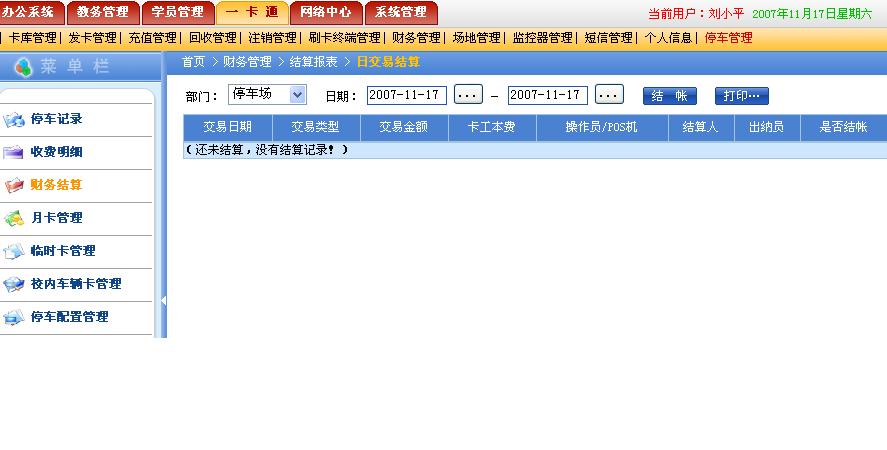 办公系统 教务管理 学员管理 一 卡 通 网络中心 系统管理 当前用户：刘小平 2007年11月17日星期六
| 卡库管理| 发卡管理| 充值管理| 回收管理| 注销管理| 刷卡终端管理| 财务管理| 场地管理| 监控器管理| 短信管理| 个人信息| 停车管理
菜 单 栏
首页 > 财务管理 > 结算报表 > 日交易结算
部门： 停车场 日期： 2007-11-17 ... － 2007-11-17 ... 结 帐 打印…
交易日期 交易类型 交易金额 卡工本费 操作员/POS机 结算人 出纳员 是否结帐
（还未结算，没有结算记录！）
停车记录
收费明细
财务结算
月卡管理
临时卡管理
校内车辆卡管理
停车配置管理